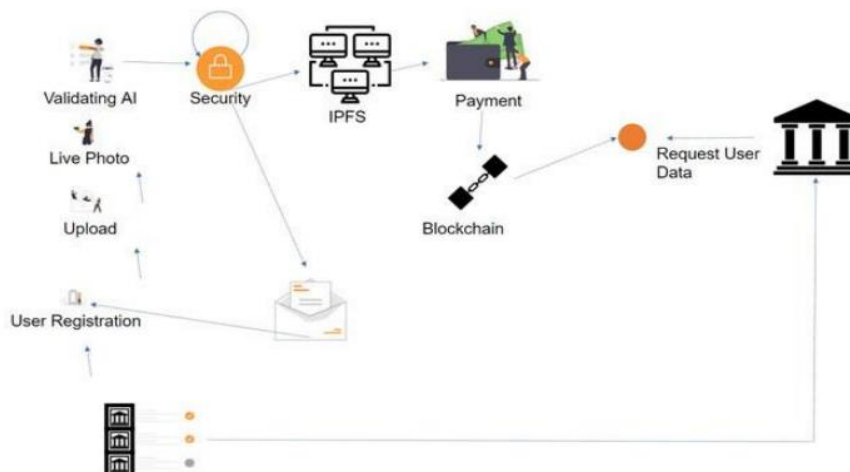 Validating AI
Security
IPFS
Payment
Live Photo
Request User
Data
Upload
Blockchain
User Registration